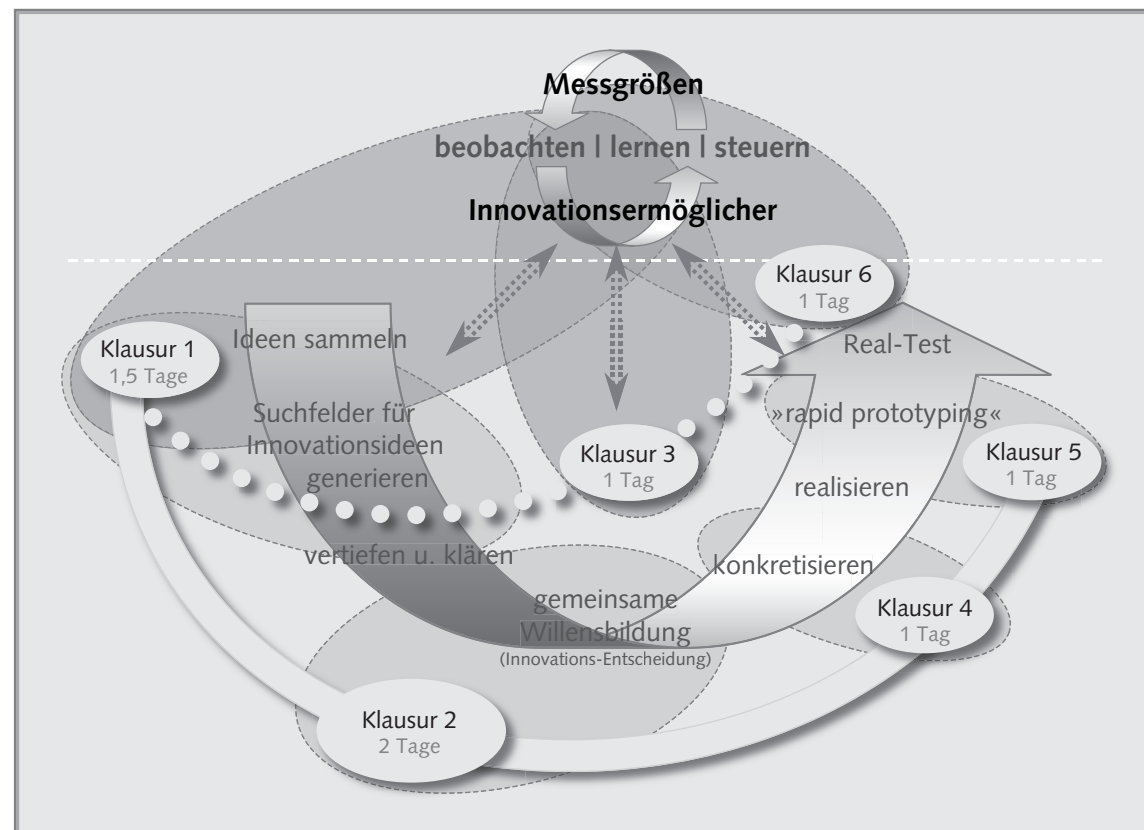 Messgrößen
beobachten | lernen | steuern
Innovationsermöglicher
Klausur 6
1 Tag
Ideen sammeln
Klausur 1
1,5 Tage
Real-Test
Suchfelder für
Innovationsideen
generieren
»rapid prototyping«
Klausur 3
1 Tag
Klausur 5
1 Tag
realisieren
vertiefen u. klären
konkretisieren
gemeinsame
Willensbildung
(Innovations-Entscheidung)
Klausur 4
1 Tag
Klausur 2
2 Tage